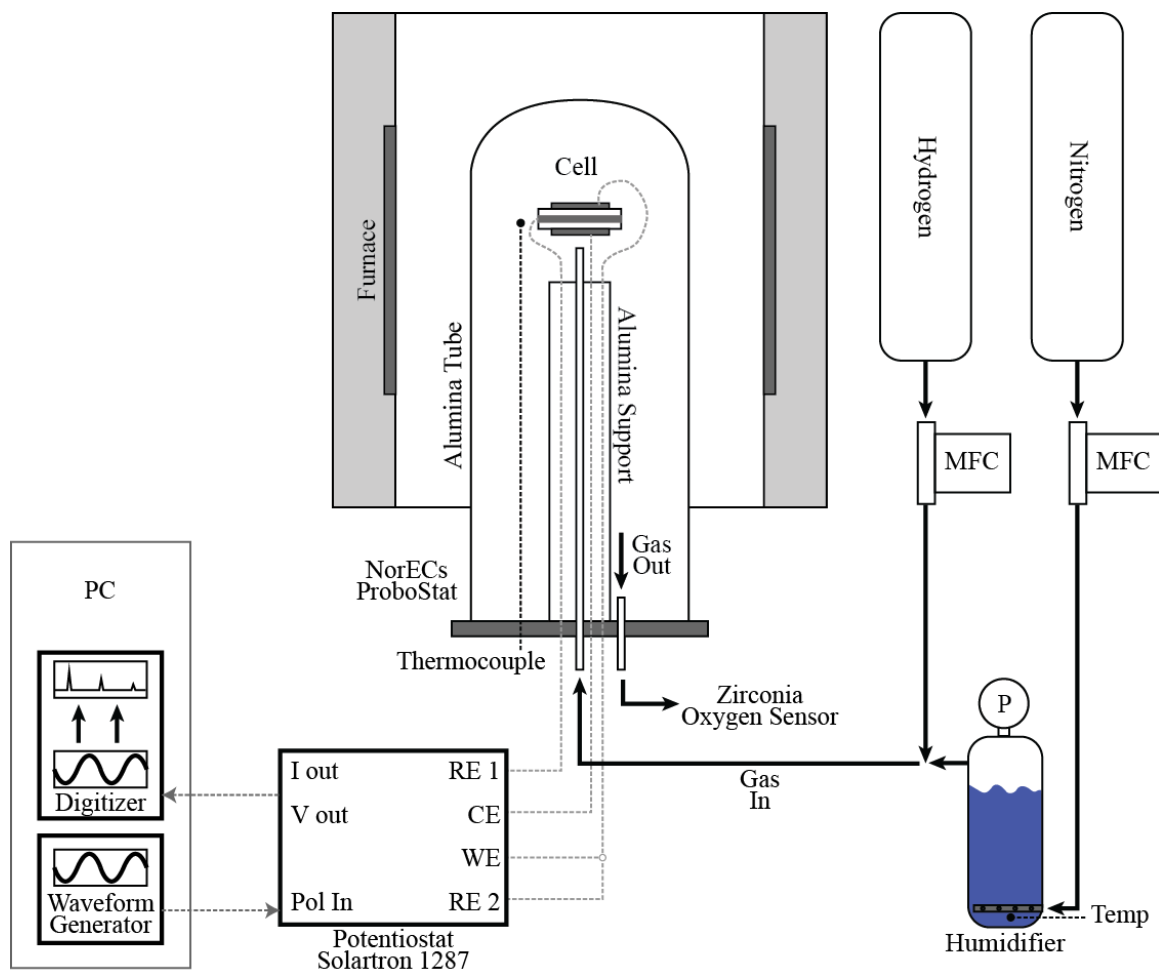 Cell
Furnace
Alumina Tube
Alumina Support
Hydrogen
Nitrogen
MFC
MFC
Gas
Out
NorECs
ProboStat
Thermocouple
Zirconia
Oxygen Sensor
P
Gas
In
Temp
Humidifier
PC
Digitizer
Waveform
Generator
I out
V out
Pol In
RE 1
CE
WE
RE 2
Potentiostat
Solartron 1287